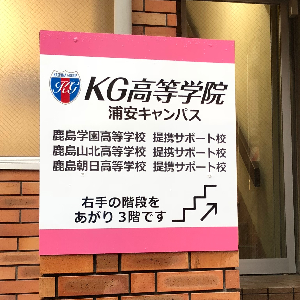 KG高等学院
浦安キャンパス
鹿島学園高等学校 提携サポート校
鹿島山北高等学校 提携サポート校
鹿島朝日高等学校 提携サポート校
右手の階段を
あがり3階です